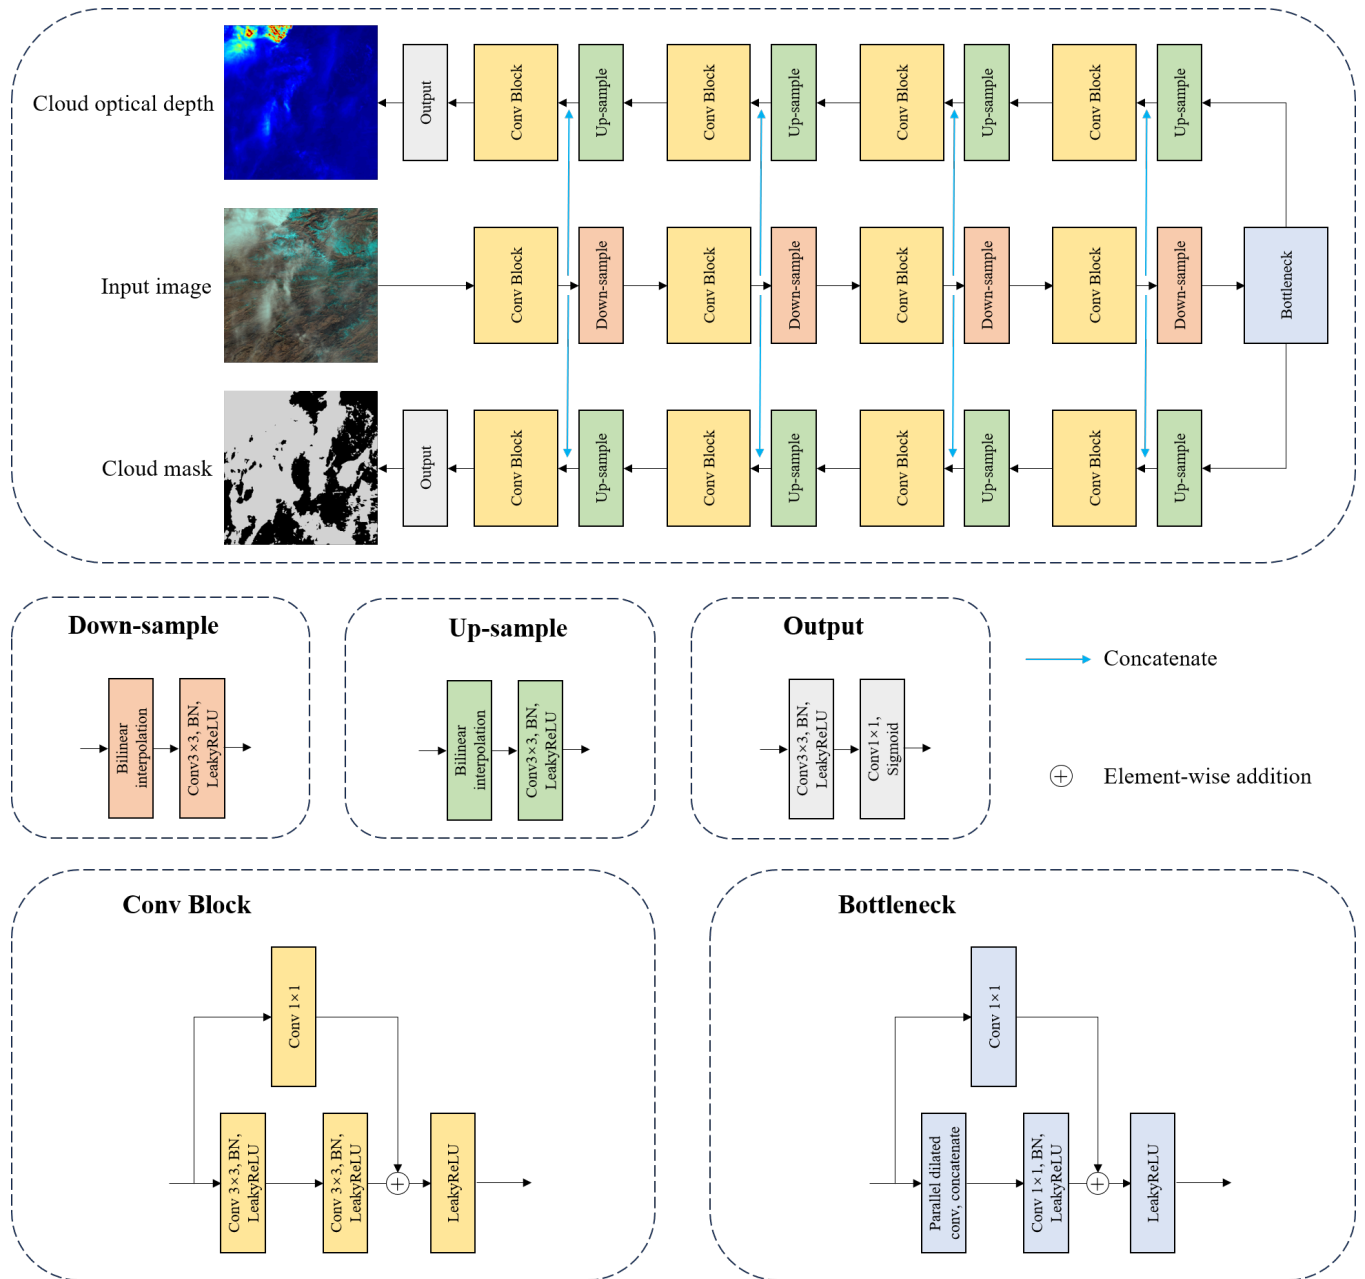 Cloud optical depth
Output
Conv Block
Up-sample
Conv Block
Up-sample
Conv Block
Up-sample
Conv Block
Up-sample
Input image
Conv Block
Down-sample
Conv Block
Down-sample
Conv Block
Down-sample
Conv Block
Down-sample
Bottleneck
Cloud mask
Output
Conv Block
Up-sample
Conv Block
Up-sample
Conv Block
Up-sample
Conv Block
Up-sample
Down-sample
Bilinear
interpolation
Conv3×3, BN,
LeakyReLU
Up-sample
Bilinear
interpolation
Conv3×3, BN,
LeakyReLU
Output
Conv3×3, BN,
LeakyReLU
Conv1×1,
Sigmoid
Concatenate
Element-wise addition
Conv Block
Conv 1×1
Conv 3×3, BN,
LeakyReLU
Conv 3×3, BN,
LeakyReLU
LeakyReLU
Bottleneck
Conv 1×1
Parallel dilated
conv, concatenate
Conv 1×1, BN,
LeakyReLU
LeakyReLU